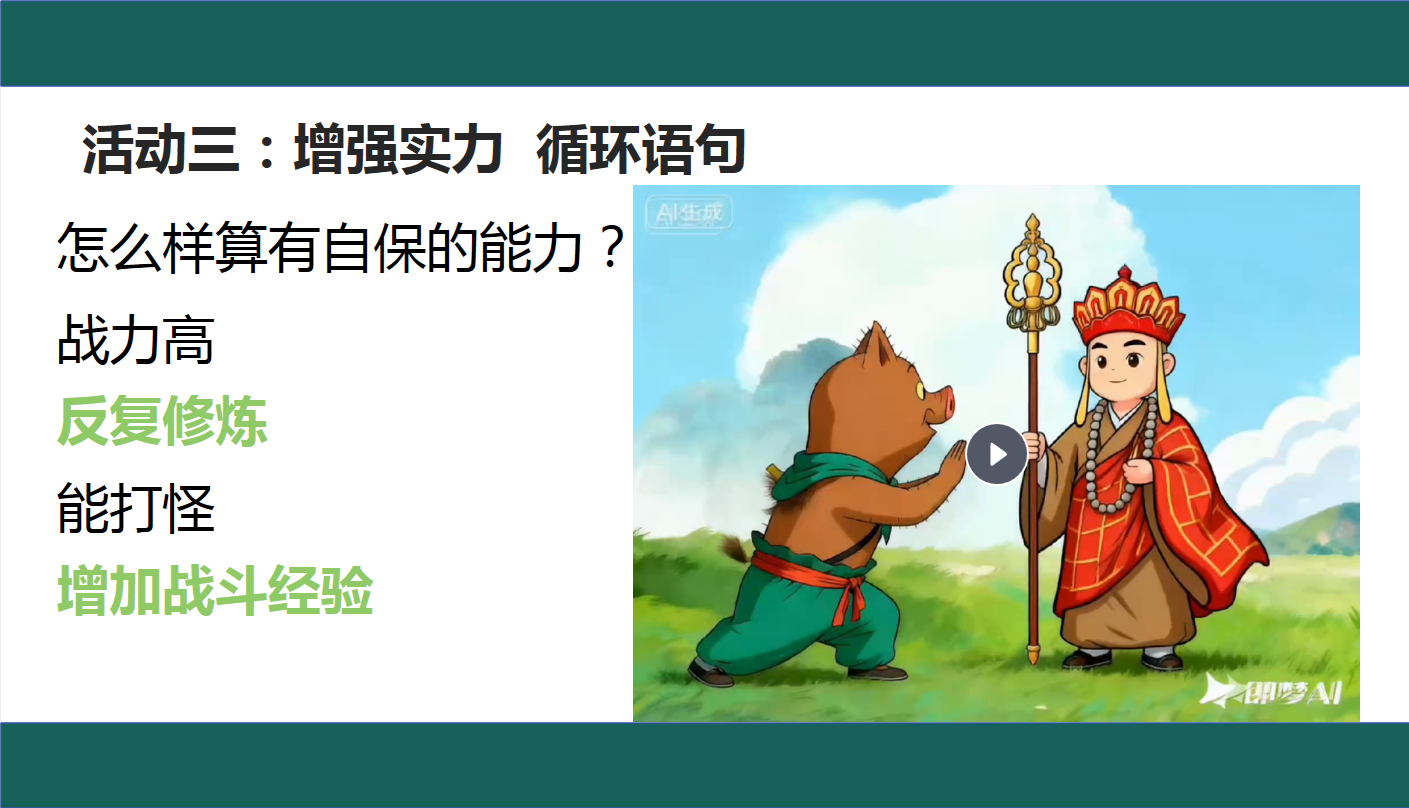 活动三：增强实力 循环语句
怎么样算有自保的能力？
战力高
反复修炼
能打怪
增加战斗经验
AI生成
即梦AI